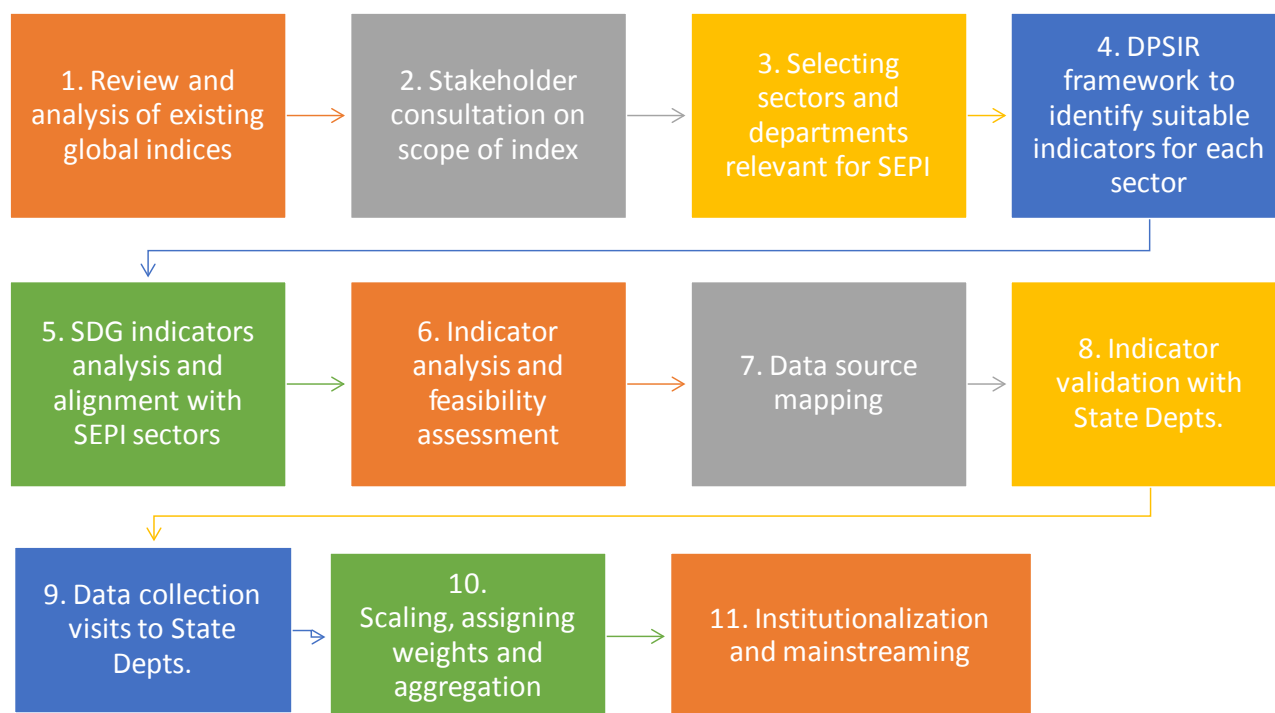 1. Review and
analysis of existing
global indices
2. Stakeholder
consultation on
scope of index
3. Selecting
sectors and
departments
relevant for SEPI
4. DPSIR
framework to
identify suitable
indicators for each
sector
5. SDG indicators
analysis and
alignment with
SEPI sectors
6. Indicator
analysis and
feasibility
assessment
7. Data source
mapping
8. Indicator
validation with
State Depts.
9. Data collection
visits to State
Depts.
10.
Scaling, assigning
weights and
aggregation
11. Institutionalization
and mainstreaming